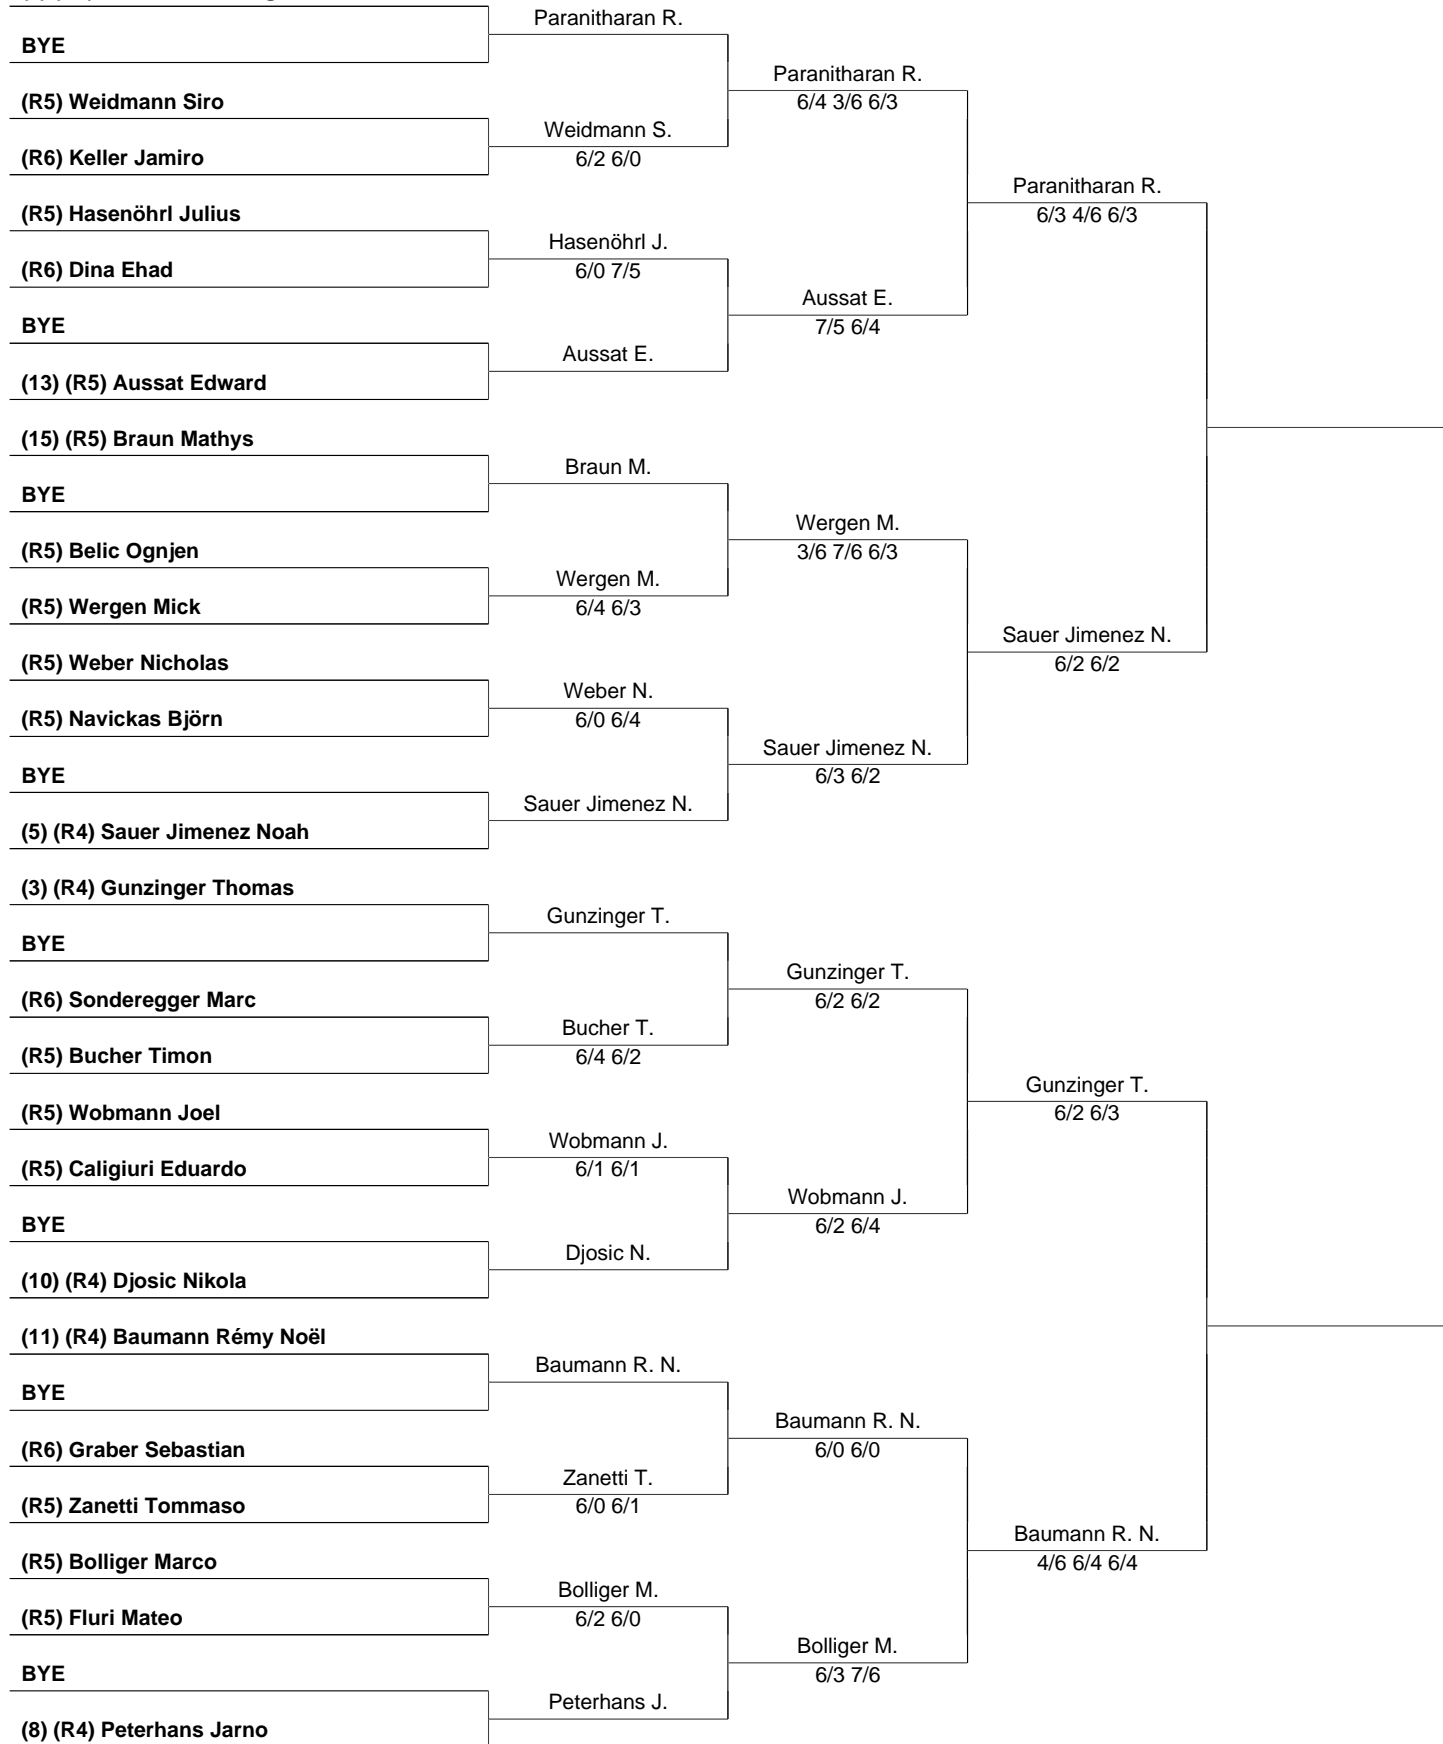 Paranitharan R.
BYE
Paranitharan R.
(R5) Weidmann Siro
6/4 3/6 6/3
Weidmann S.
(R6) Keller Jamiro
6/2 6/0
Paranitharan R.
(R5) Hasenöhrl Julius
6/3 4/6 6/3
Hasenöhrl J.
(R6) Dina Ehad
6/0 7/5
Aussat E.
BYE
7/5 6/4
Aussat E.
(13) (R5) Aussat Edward
(15) (R5) Braun Mathys
Braun M.
BYE
Wergen M.
(R5) Belic Ognjen
3/6 7/6 6/3
Wergen M.
(R5) Wergen Mick
6/4 6/3
Sauer Jimenez N.
(R5) Weber Nicholas
6/2 6/2
Weber N.
(R5) Navickas Björn
6/0 6/4
Sauer Jimenez N.
BYE
6/3 6/2
Sauer Jimenez N.
(5) (R4) Sauer Jimenez Noah
(3) (R4) Gunzinger Thomas
Gunzinger T.
BYE
Gunzinger T.
(R6) Sonderegger Marc
6/2 6/2
Bucher T.
(R5) Bucher Timon
6/4 6/2
Gunzinger T.
(R5) Wobmann Joel
6/2 6/3
Wobmann J.
(R5) Caligiuri Eduardo
6/1 6/1
Wobmann J.
BYE
6/2 6/4
Djosic N.
(10) (R4) Djosic Nikola
(11) (R4) Baumann Rémy Noël
Baumann R. N.
BYE
Baumann R. N.
(R6) Graber Sebastian
6/0 6/0
Zanetti T.
(R5) Zanetti Tommaso
6/0 6/1
Baumann R. N.
(R5) Bolliger Marco
4/6 6/4 6/4
Bolliger M.
(R5) Fluri Mateo
6/2 6/0
Bolliger M.
BYE
6/3 7/6
Peterhans J.
(8) (R4) Peterhans Jarno